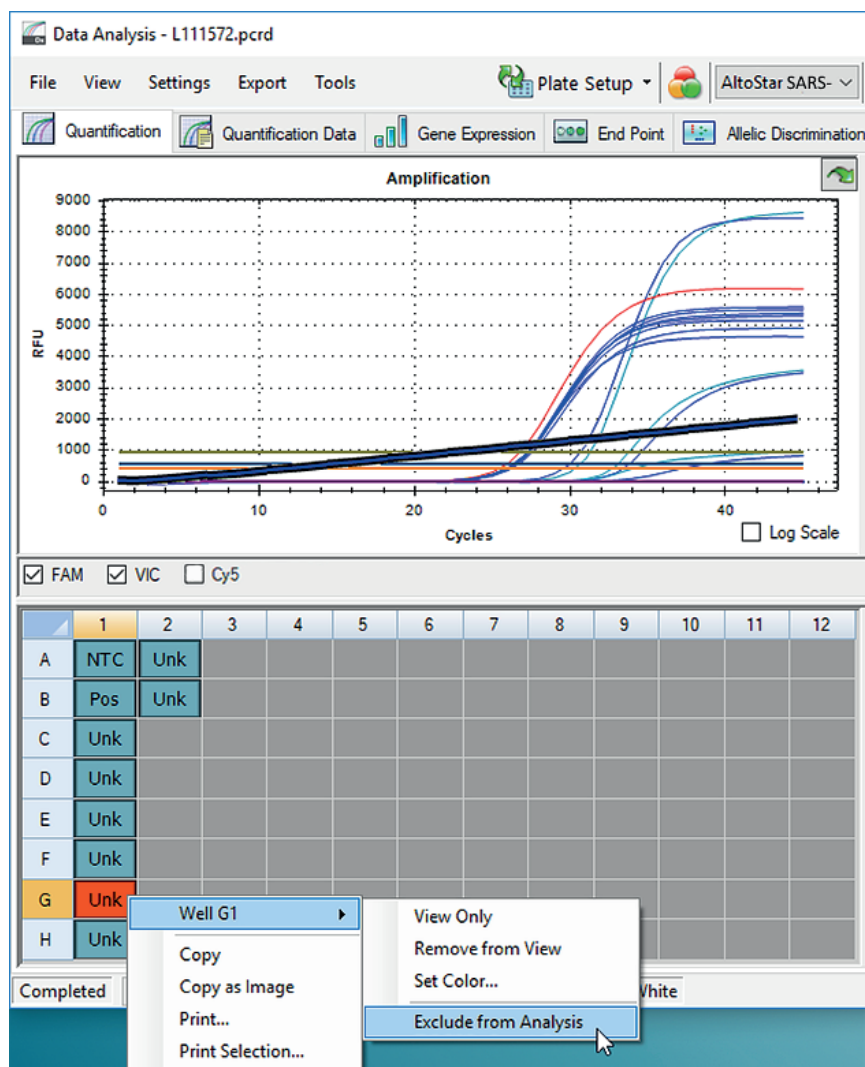 Data Analysis - L111572.pcrd
File View Settings Export Tools Plate Setup AltoStar SARS-
Quantification Quantification Data Gene Expression End Point Allelic Discrimination
Amplification
9000
8000
7000
6000
5000
4000
3000
2000
1000
0
RFU
0 10 20 30 40
Cycles
Log Scale
FAM VIC Cy5
1 2 3 4 5 6 7 8 9 10 11 12
A NTC Unk
B Pos Unk
C Unk
D Unk
E Unk
F Unk
G Unk
H Unk
Well G1
Copy
Copy as Image
Print...
Print Selection...
View Only
Remove from View
Set Color...
Exclude from Analysis
Completed